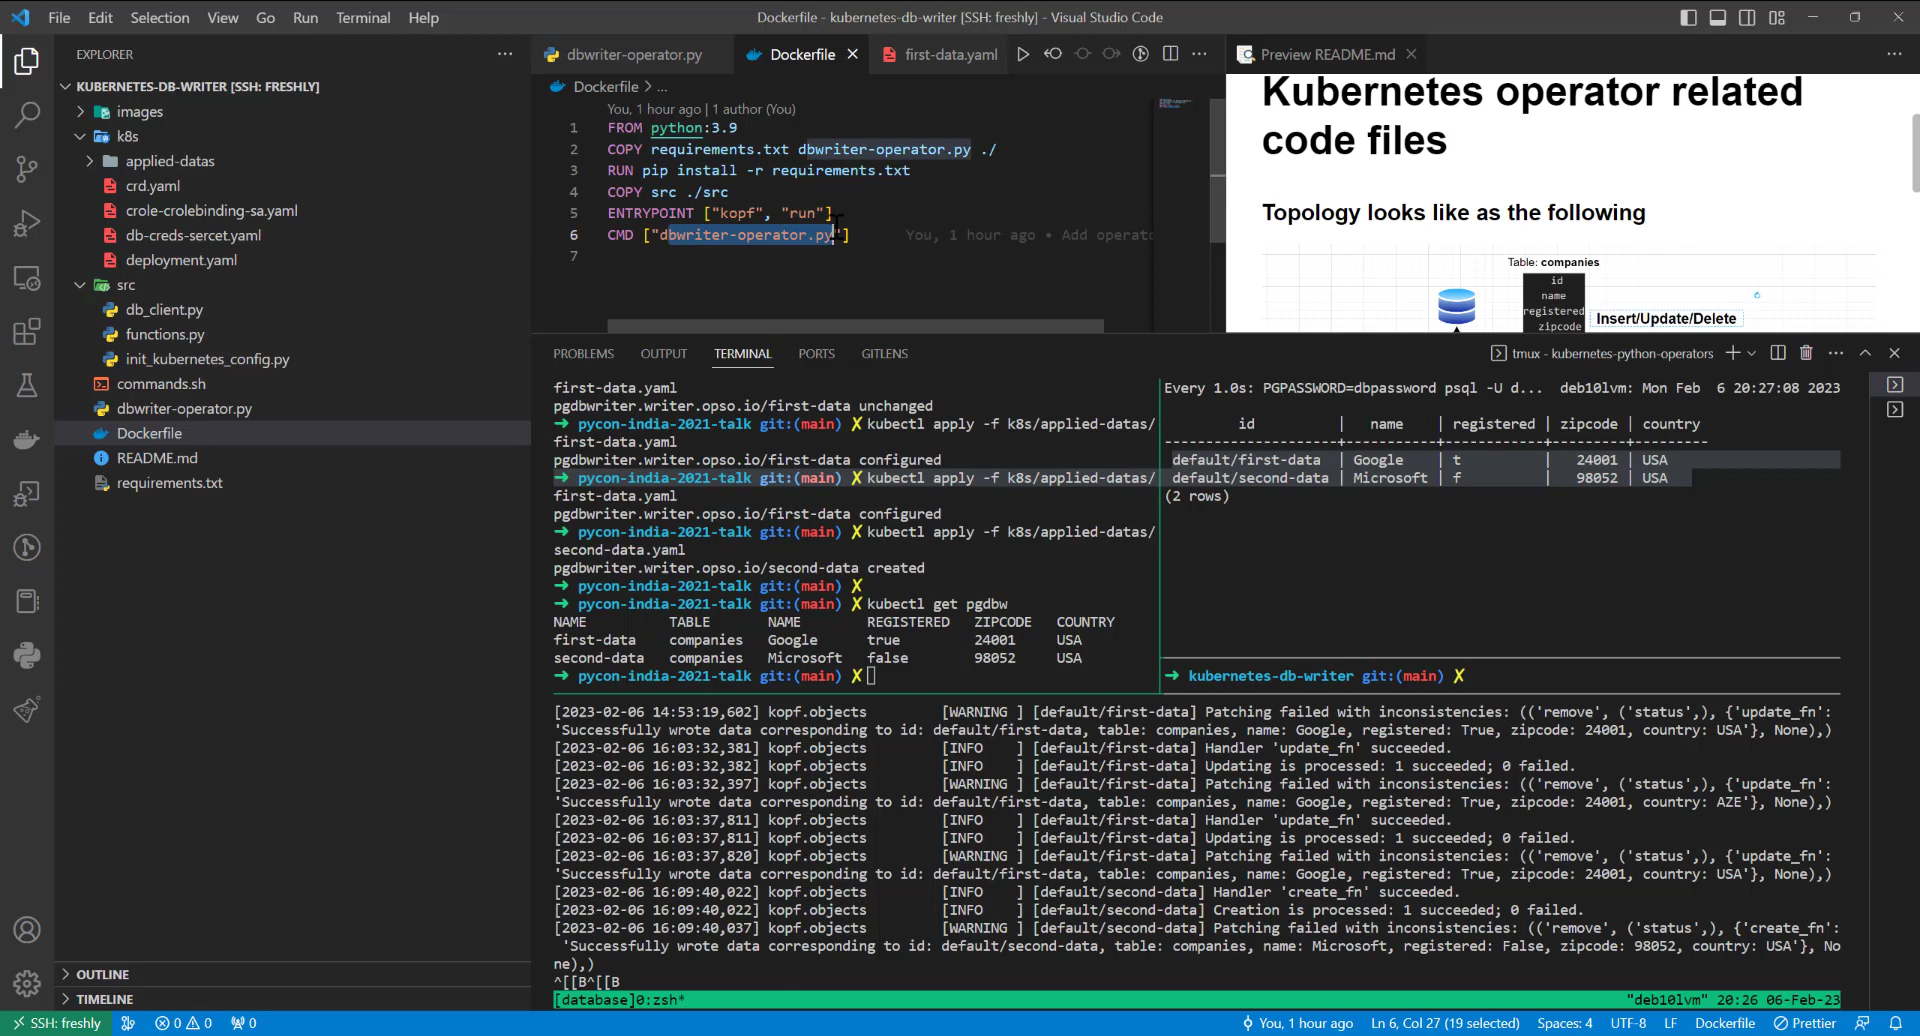 File Edit Selection View Go Run Terminal Help
Dockerfile - kubernetes-db-writer [SSH: freshly] - Visual Studio Code
EXPLORER
KUBERNETES-DB-WRITER [SSH: FRESHLY]
images
k8s
applied-datas
crd.yaml
crole-crolebinding-sa.yaml
db-creds-sercet.yaml
deployment.yaml
src
db_client.py
functions.py
init_kubernetes_config.py
commands.sh
dbwriter-operator.py
Dockerfile
README.md
requirements.txt
OUTLINE
TIMELINE
dbwriter-operator.py Dockerfile first-data.yaml
Dockerfile > ...
You, 1 hour ago | 1 author (You)
1 FROM python:3.9
2 COPY requirements.txt dbwriter-operator.py ./
3 RUN pip install -r requirements.txt
4 COPY src ./src
5 ENTRYPOINT ["kopf", "run"]
6 CMD ["dbwriter-operator.py"] You, 1 hour ago • Add operato
7
Preview README.md
Kubernetes operator related
code files
Topology looks like as the following
Table: companies
id
name
registered
zipcode
Insert/Update/Delete
PROBLEMS OUTPUT TERMINAL PORTS GITLENS
tmux - kubernetes-python-operators
first-data.yaml
pgdbwriter.writer.opso.io/first-data unchanged
➜ pycon-india-2021-talk git:(main) ✗ kubectl apply -f k8s/applied-datas/
first-data.yaml
pgdbwriter.writer.opso.io/first-data configured
➜ pycon-india-2021-talk git:(main) ✗ kubectl apply -f k8s/applied-datas/
first-data.yaml
pgdbwriter.writer.opso.io/first-data configured
➜ pycon-india-2021-talk git:(main) ✗ kubectl apply -f k8s/applied-datas/
second-data.yaml
pgdbwriter.writer.opso.io/second-data created
➜ pycon-india-2021-talk git:(main) ✗
➜ pycon-india-2021-talk git:(main) ✗ kubectl get pgdbw
NAME TABLE NAME REGISTERED ZIPCODE COUNTRY
first-data companies Google true 24001 USA
second-data companies Microsoft false 98052 USA
➜ pycon-india-2021-talk git:(main) ✗
Every 1.0s: PGPASSWORD=dbpassword psql -U d... deb10lvm: Mon Feb 6 20:27:08 2023
id | name | registered | zipcode | country
---------------------+-----------+------------+---------+---------
default/first-data | Google | t | 24001 | USA
default/second-data | Microsoft | f | 98052 | USA
(2 rows)
➜ kubernetes-db-writer git:(main) ✗
[2023-02-06 14:53:19,602] kopf.objects [WARNING ] [default/first-data] Patching failed with inconsistencies: (('remove', ('status',), {'update_fn':
'Successfully wrote data corresponding to id: default/first-data, table: companies, name: Google, registered: True, zipcode: 24001, country: USA'}, None),)
[2023-02-06 16:03:32,381] kopf.objects [INFO ] [default/first-data] Handler 'update_fn' succeeded.
[2023-02-06 16:03:32,382] kopf.objects [INFO ] [default/first-data] Updating is processed: 1 succeeded; 0 failed.
[2023-02-06 16:03:32,397] kopf.objects [WARNING ] [default/first-data] Patching failed with inconsistencies: (('remove', ('status',), {'update_fn':
'Successfully wrote data corresponding to id: default/first-data, table: companies, name: Google, registered: True, zipcode: 24001, country: AZE'}, None),)
[2023-02-06 16:03:37,811] kopf.objects [INFO ] [default/first-data] Handler 'update_fn' succeeded.
[2023-02-06 16:03:37,811] kopf.objects [INFO ] [default/first-data] Updating is processed: 1 succeeded; 0 failed.
[2023-02-06 16:03:37,820] kopf.objects [WARNING ] [default/first-data] Patching failed with inconsistencies: (('remove', ('status',), {'update_fn':
'Successfully wrote data corresponding to id: default/first-data, table: companies, name: Google, registered: True, zipcode: 24001, country: USA'}, None),)
[2023-02-06 16:09:40,022] kopf.objects [INFO ] [default/second-data] Handler 'create_fn' succeeded.
[2023-02-06 16:09:40,022] kopf.objects [INFO ] [default/second-data] Creation is processed: 1 succeeded; 0 failed.
[2023-02-06 16:09:40,037] kopf.objects [WARNING ] [default/second-data] Patching failed with inconsistencies: (('remove', ('status',), {'create_fn':
'Successfully wrote data corresponding to id: default/second-data, table: companies, name: Microsoft, registered: False, zipcode: 98052, country: USA'}, No
ne),)
^[[B^[[B
[database]0:zsh* "deb10lvm" 20:26 06-Feb-23
SSH: freshly 0 0 0 You, 1 hour ago Ln 6, Col 27 (19 selected) Spaces: 4 UTF-8 LF Dockerfile Prettier